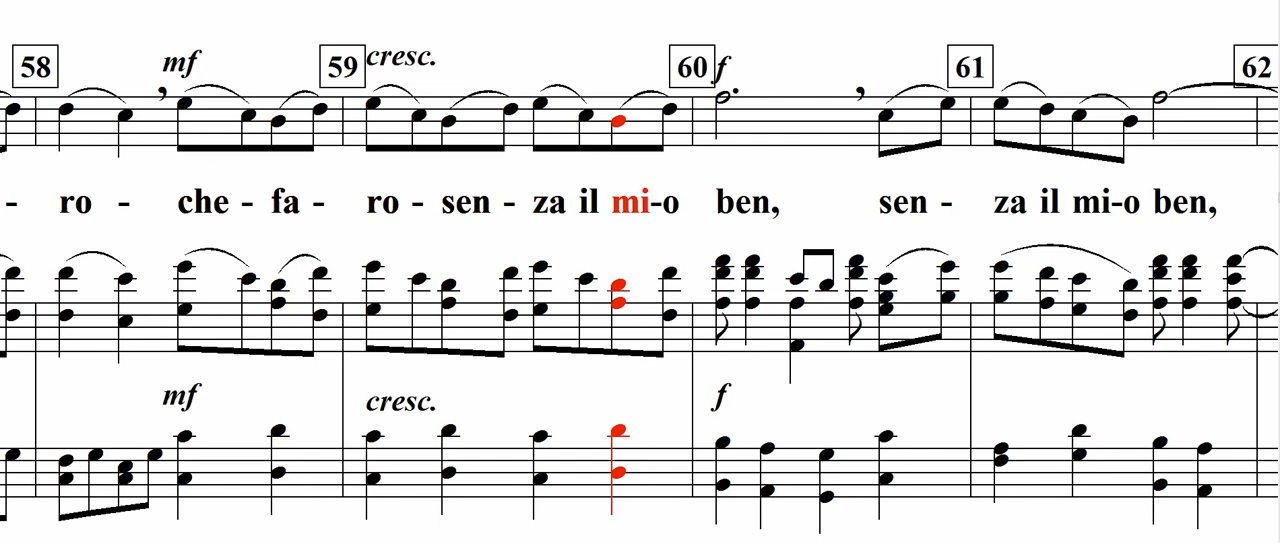 58 mf 59 cresc. 60 f 61 62
- ro - che - fa - ro - sen - za il mi-o ben, sen - za il mi-o ben,
mf cresc. f